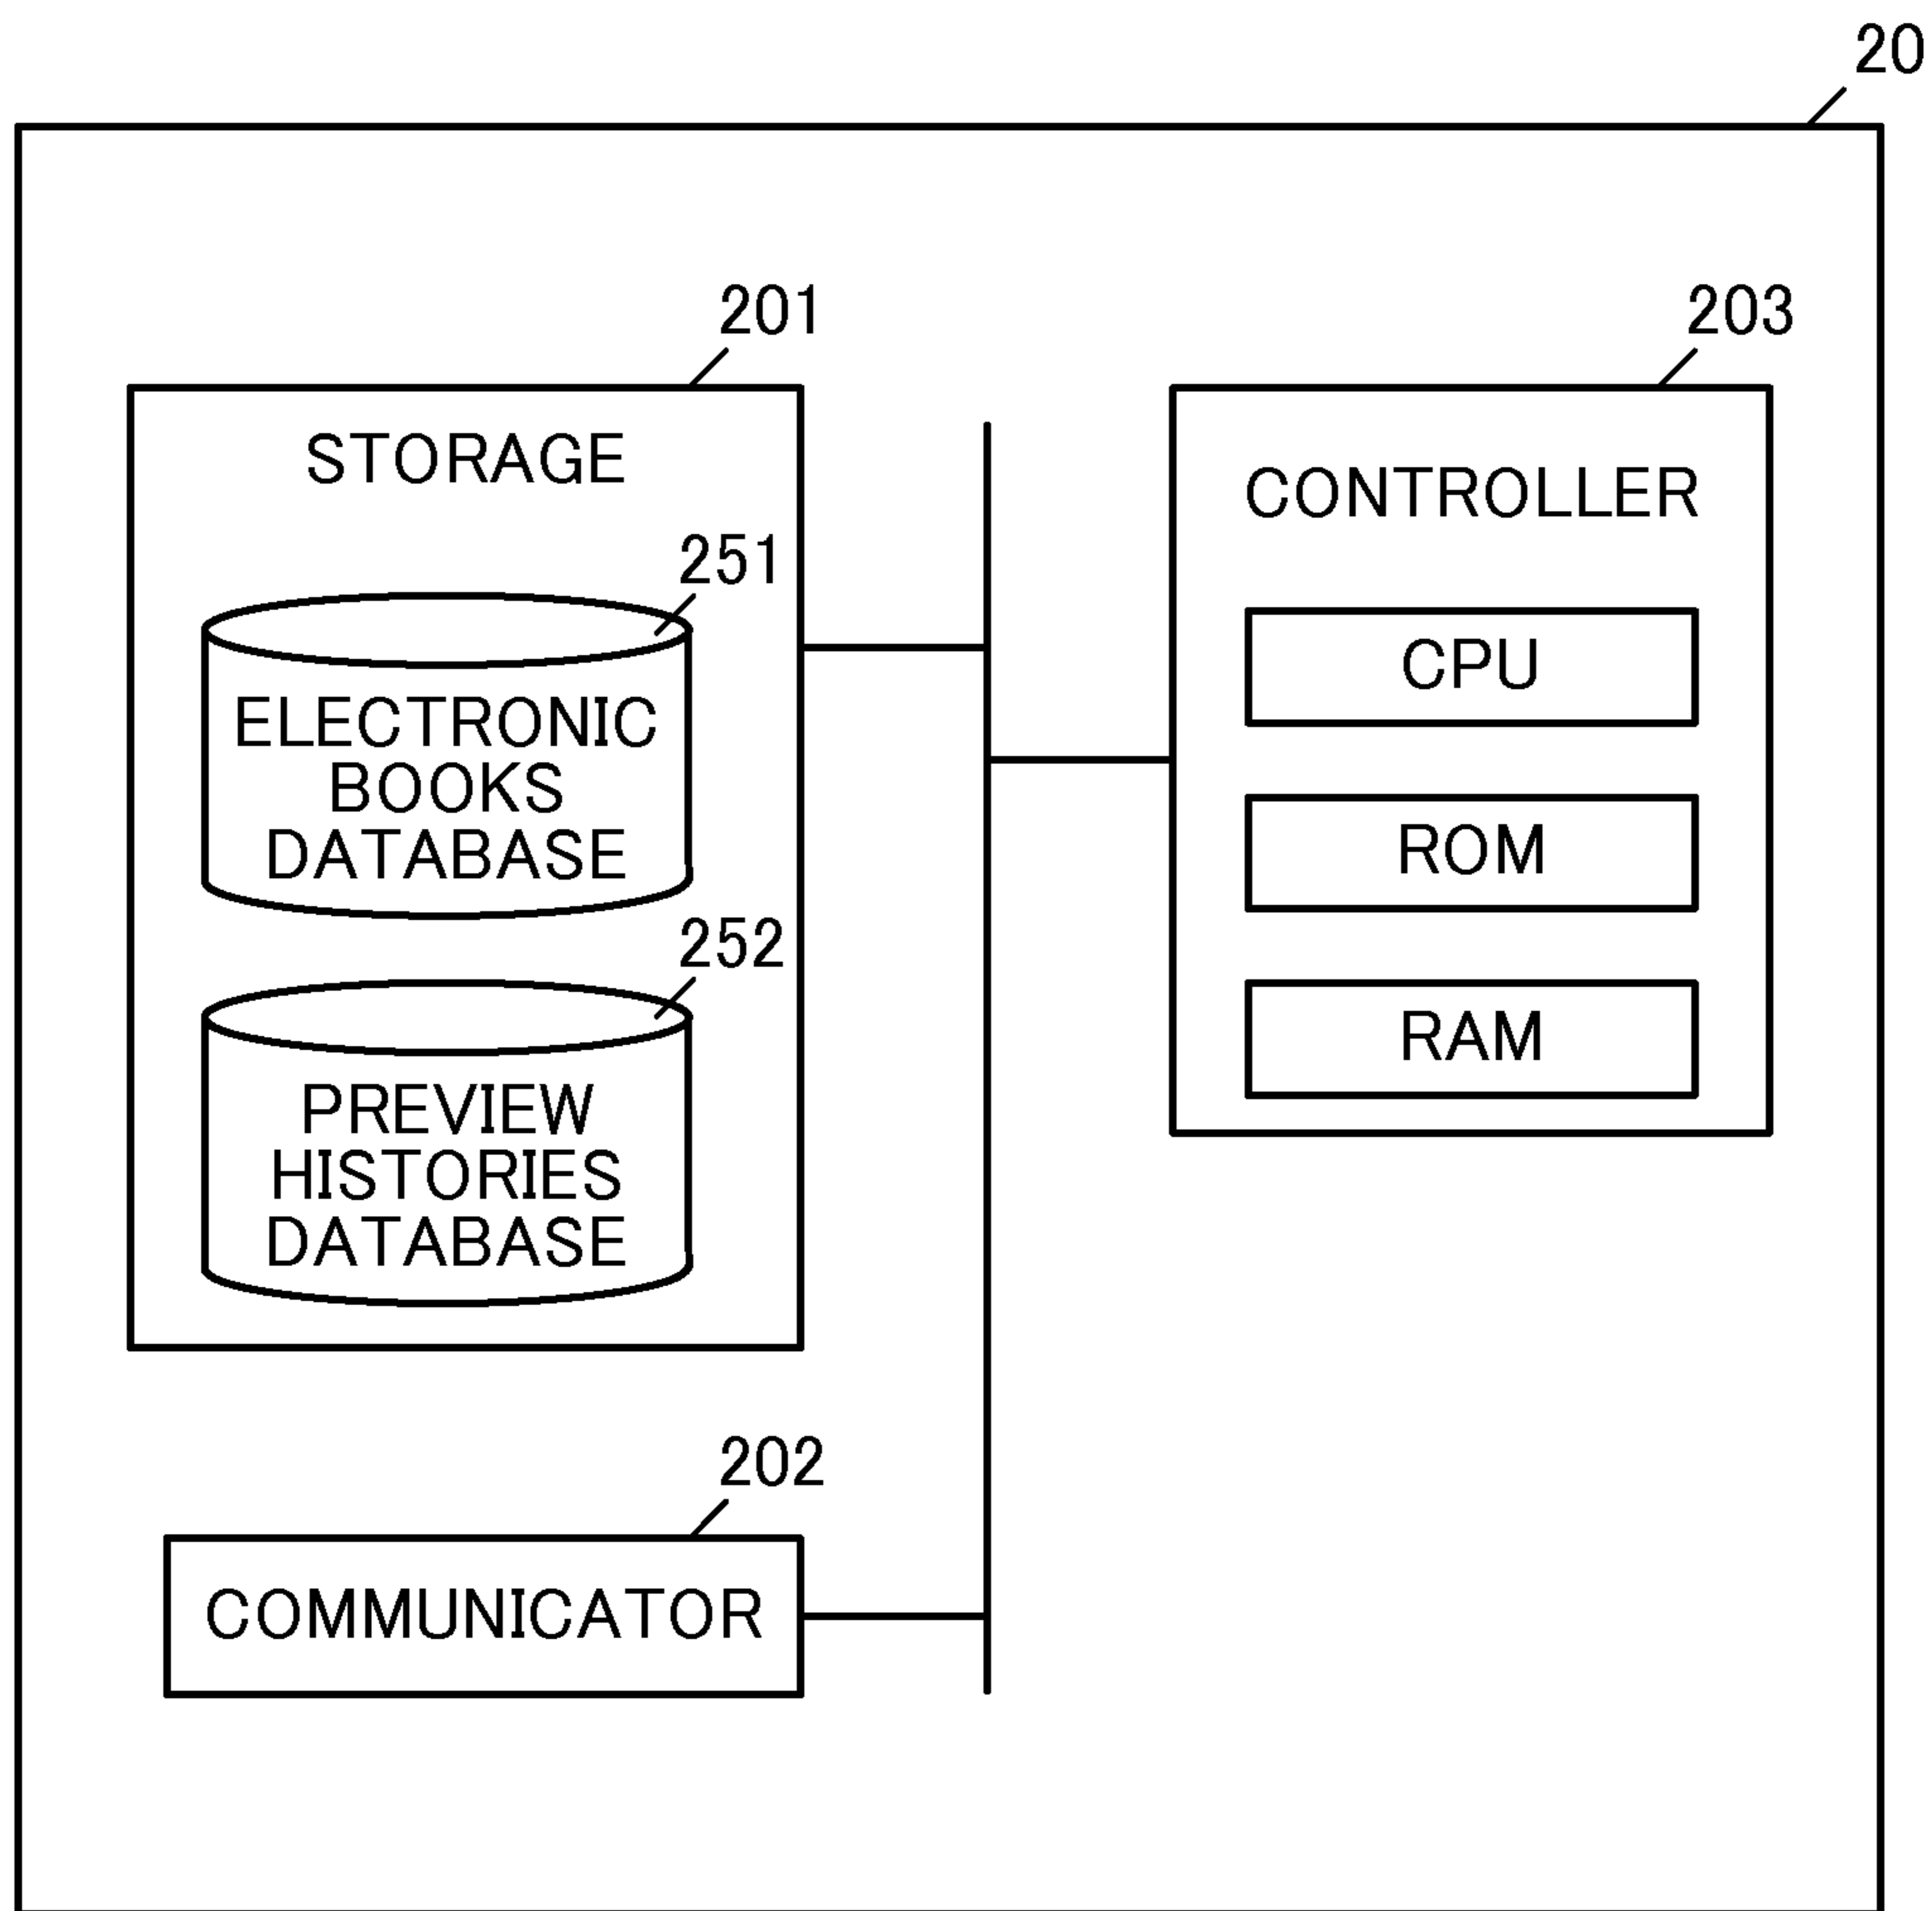 20
201
STORAGE
251
ELECTRONIC
BOOKS
DATABASE
252
PREVIEW
HISTORIES
DATABASE
202
COMMUNICATOR
203
CONTROLLER
CPU
ROM
RAM